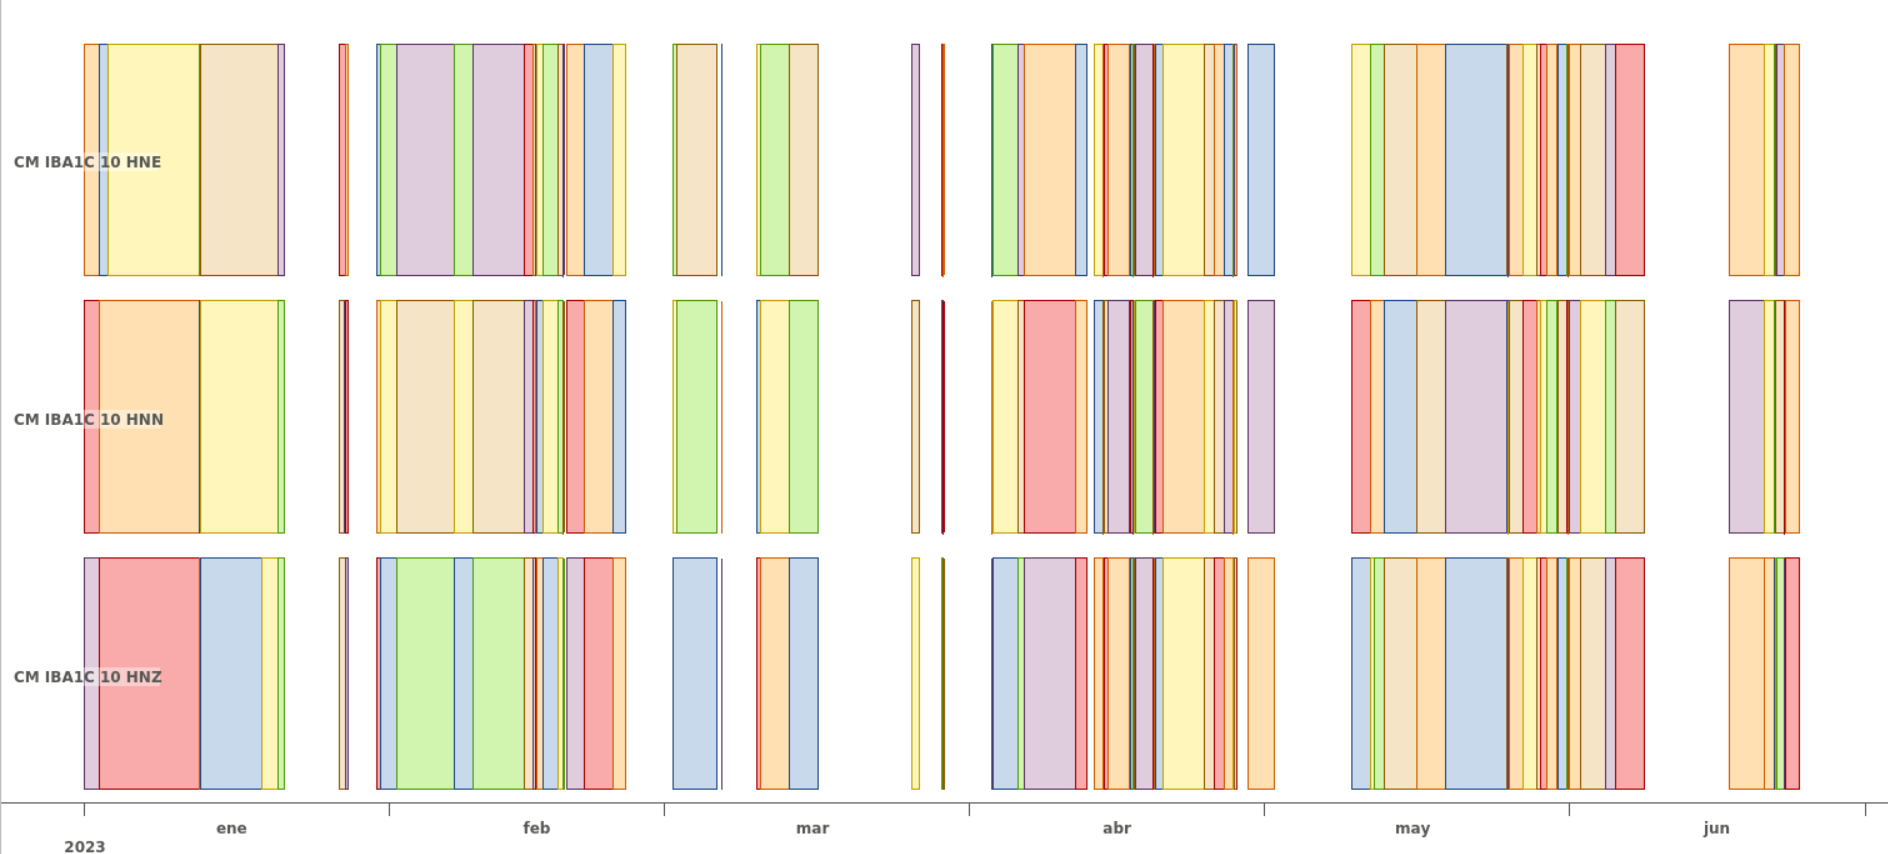 CM IBA1C 10 HNE
CM IBA1C 10 HNN
CM IBA1C 10 HNZ
ene feb mar abr may jun
2023